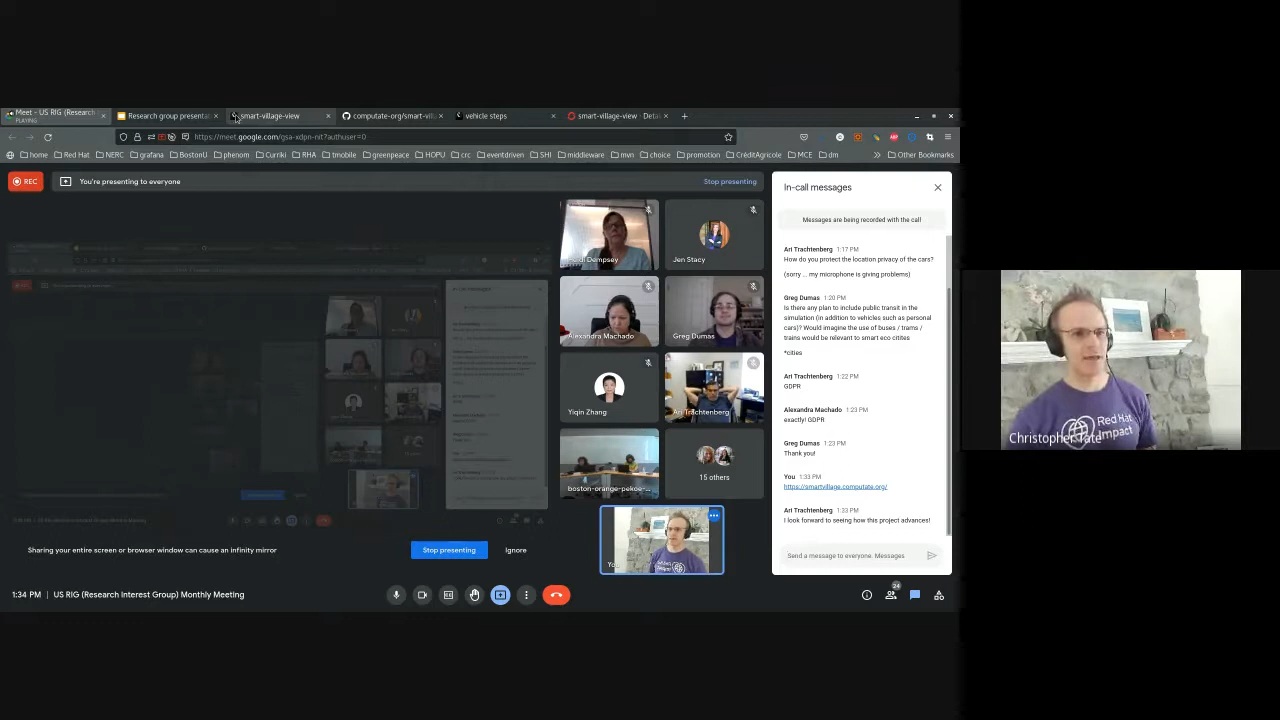 Meet - US RIG (Research
PLAYING
Research group presentat
smart-village-view
computate-org/smart-vill
vehicle steps
smart-village-view · Deta
https://meet.google.com/gsa-xdpn-nit?authuser=0
home
Red Hat
NERC
grafana
BostonU
phenom
Curriki
RHA
tmobile
greenpeace
HOPU
crc
eventdriven
SHI
middleware
mvn
choice
promotion
CréditAgricole
MCE
dm
Other Bookmarks
REC
You're presenting to everyone
Stop presenting
In-call messages
Messages are being recorded with the call
Ari Trachtenberg 1:17 PM
How do you protect the location privacy of the cars?
(sorry ... my microphone is giving problems)
Greg Dumas 1:20 PM
Is there any plan to include public transit in the
simulation (in addition to vehicles such as personal
cars)? Would imagine the use of buses / trams /
trains would be relevant to smart eco citites
*cities
Ari Trachtenberg 1:22 PM
GDPR
Alexandra Machado 1:23 PM
exactly! GDPR
Greg Dumas 1:23 PM
Thank you!
You 1:33 PM
https://smartvillage.computate.org/
Ari Trachtenberg 1:33 PM
I look forward to seeing how this project advances!
Send a message to everyone. Messages
Heidi Dempsey
Jen Stacy
Alexandra Machado
Greg Dumas
Yiqin Zhang
Ari Trachtenberg
boston-orange-pekoe-...
15 others
Sharing your entire screen or browser window can cause an infinity mirror
Stop presenting
Ignore
1:34 PM | US RIG (Research Interest Group) Monthly Meeting
24
Red Hat
Impact
Christopher Tate